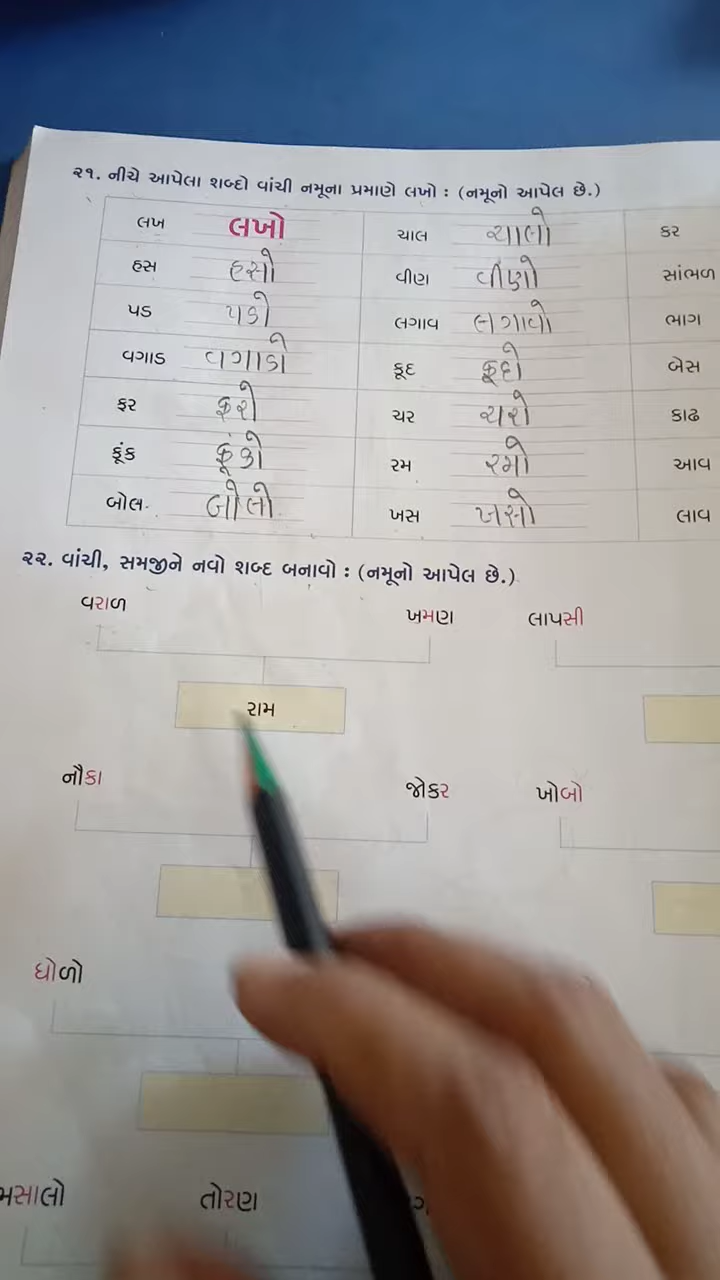 ૨૧. નીચે આપેલા શબ્દો વાંચી નમૂના પ્રમાણે લખો : (નમૂનો આપેલ છે.)
લખ લખો ચાલ ચાલો કર
હસ હસો વીણ વીણો સાંભળ
પડ પડો લગાવ લગાવો ભાગ
વગાડ વગાડો કૂદ કૂદો બેસ
ફર ફરો ચર ચરો કાઢ
ફૂંક ફૂંકો રમ રમો આવ
બોલ બોલો ખસ ખસો લાવ
૨૨. વાંચી, સમજીને નવો શબ્દ બનાવો : (નમૂનો આપેલ છે.)
વરાળ ખમણ લાપસી
રામ
નૌકા જોકર ખોબો
ઘોળો
મસાલો તોરણ